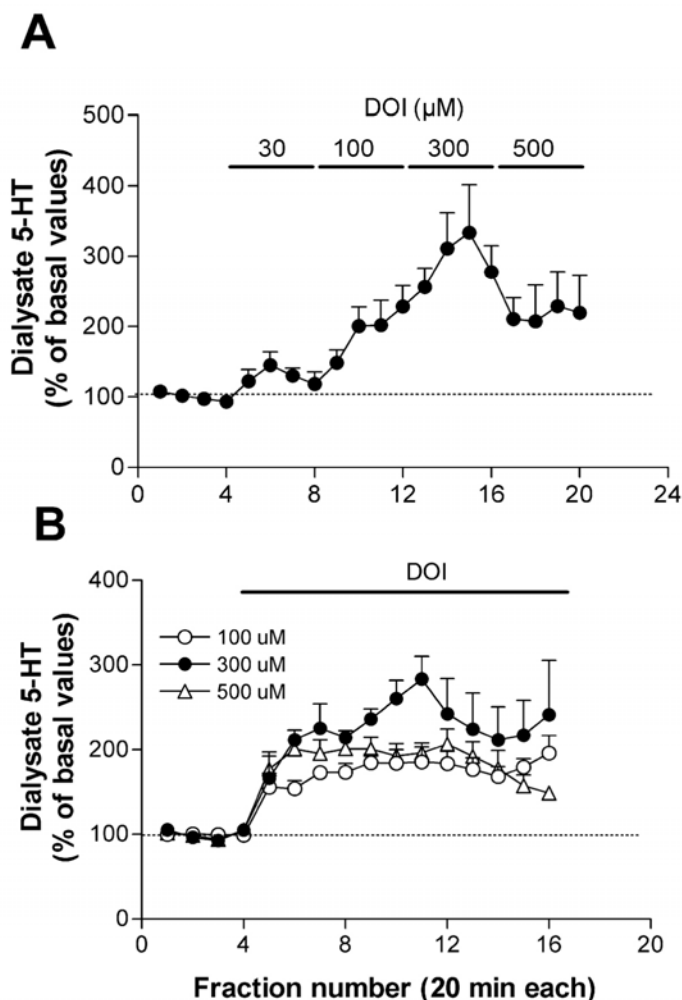 A
DOI (µM)
30 100 300 500
500
400
300
200
100
0
Dialysate 5-HT
(% of basal values)
0 4 8 12 16 20 24
B
DOI
400
300
200
100
0
100 uM
300 uM
500 uM
Dialysate 5-HT
(% of basal values)
0 4 8 12 16 20
Fraction number (20 min each)